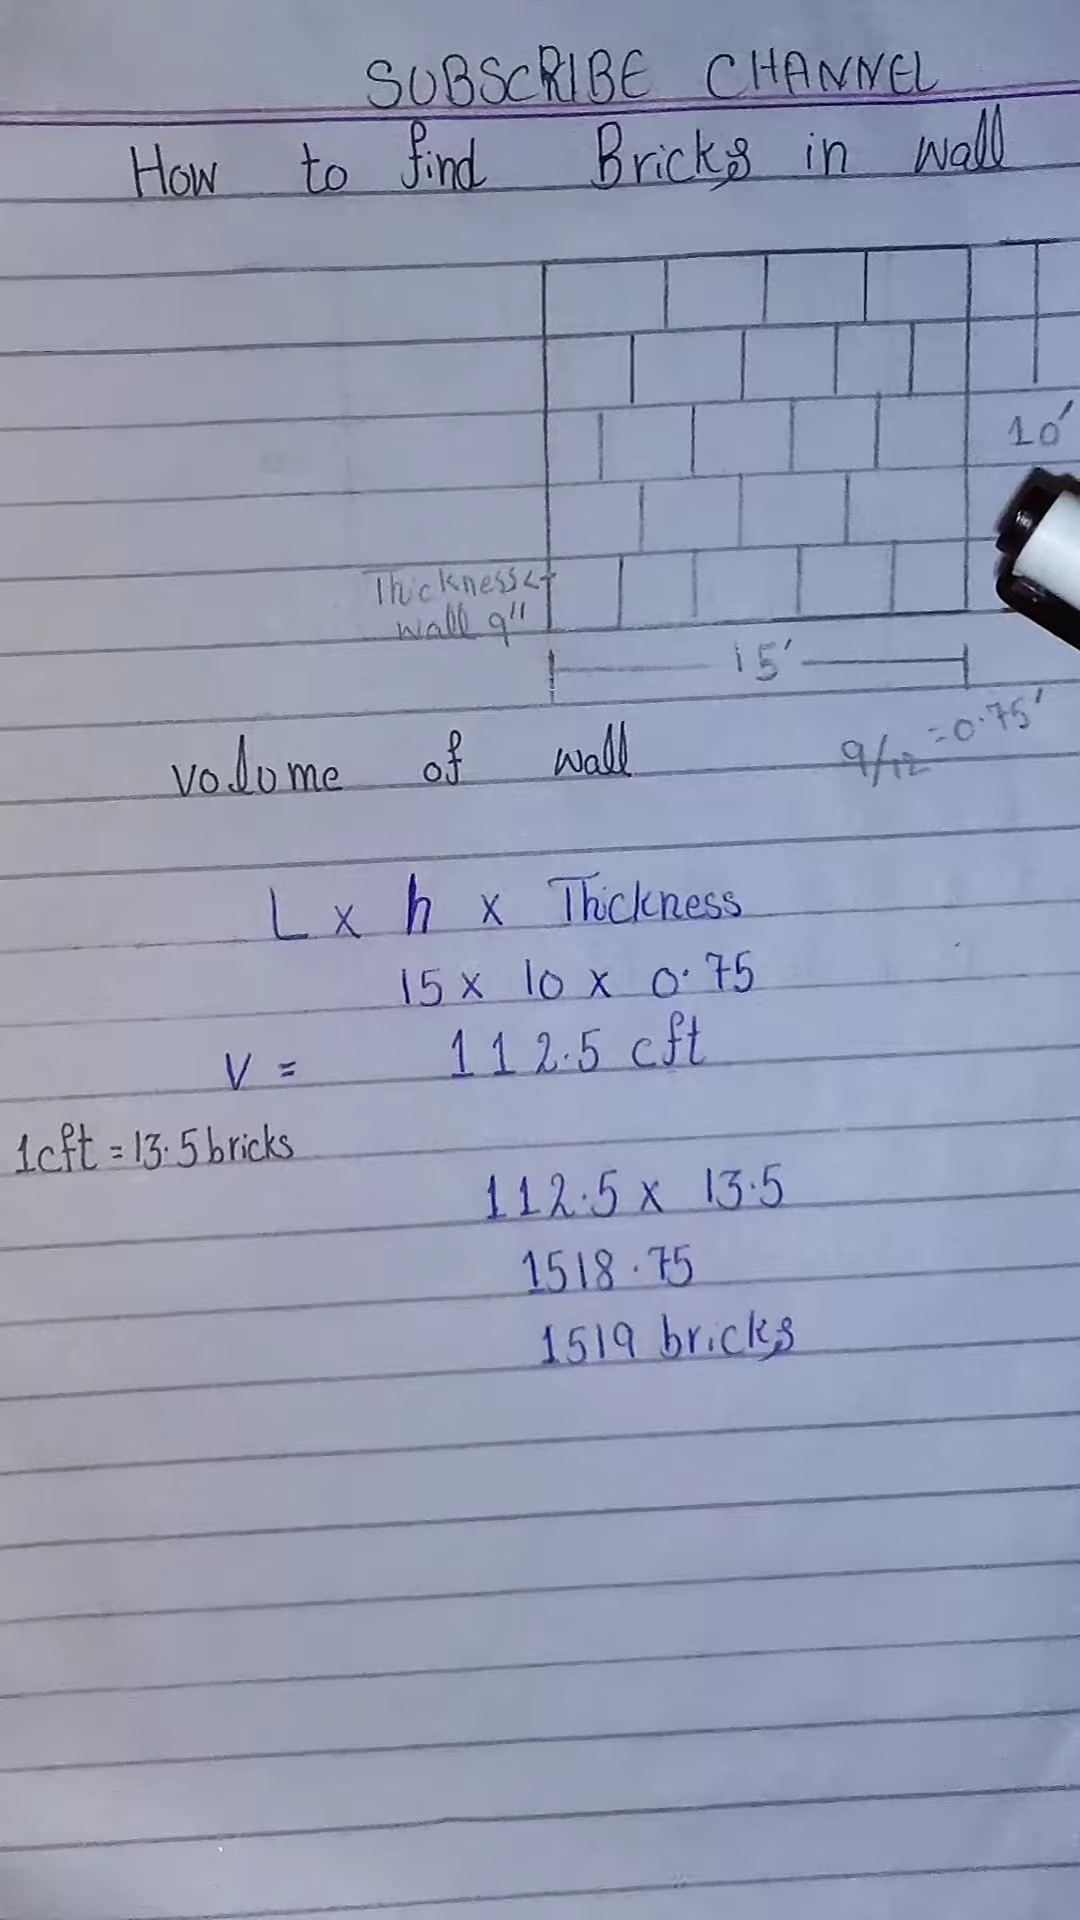 SUBSCRIBE CHANNEL
How to find Bricks in wall
10'
Thickness
wall 9"
15'
9/12 = 0.75'
volume of wall
L x h x Thickness
15 x 10 x 0.75
V = 112.5 cft
1cft = 13.5 bricks
112.5 x 13.5
1518.75
1519 bricks